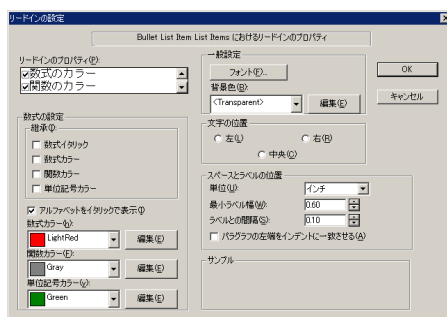 リードインの設定
Bullet List Item List Items におけるリードインのプロパティ
リードインのプロパティ(P):
数式のカラー
関数のカラー
数式の設定
継承(I):
数式イタリック
数式カラー
関数カラー
単位記号カラー
アルファベットをイタリックで表示(I)
数式カラー(h):
LightRed
編集(E)
関数カラー(F):
Gray
編集(E)
単位記号カラー(y):
Green
編集(E)
一般設定
フォント(F)...
背景色(B):
<Transparent>
編集(E)
文字の位置
左(L)
右(R)
中央(C)
スペースとラベルの位置
単位(U):
インチ
最小ラベル幅(W):
0.60
ラベルとの間隔(S):
0.10
パラグラフの左端をインデントに一致させる(A)
サンプル
OK
キャンセル